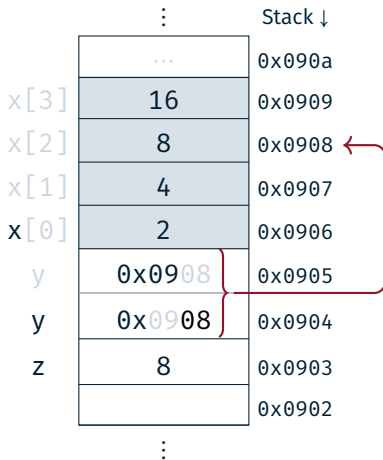 ⋮ Stack ↓
... 0x090a
x[3] 16 0x0909
x[2] 8 0x0908
x[1] 4 0x0907
x[0] 2 0x0906
y 0x0908 0x0905
y 0x0908 0x0904
z 8 0x0903
0x0902
⋮